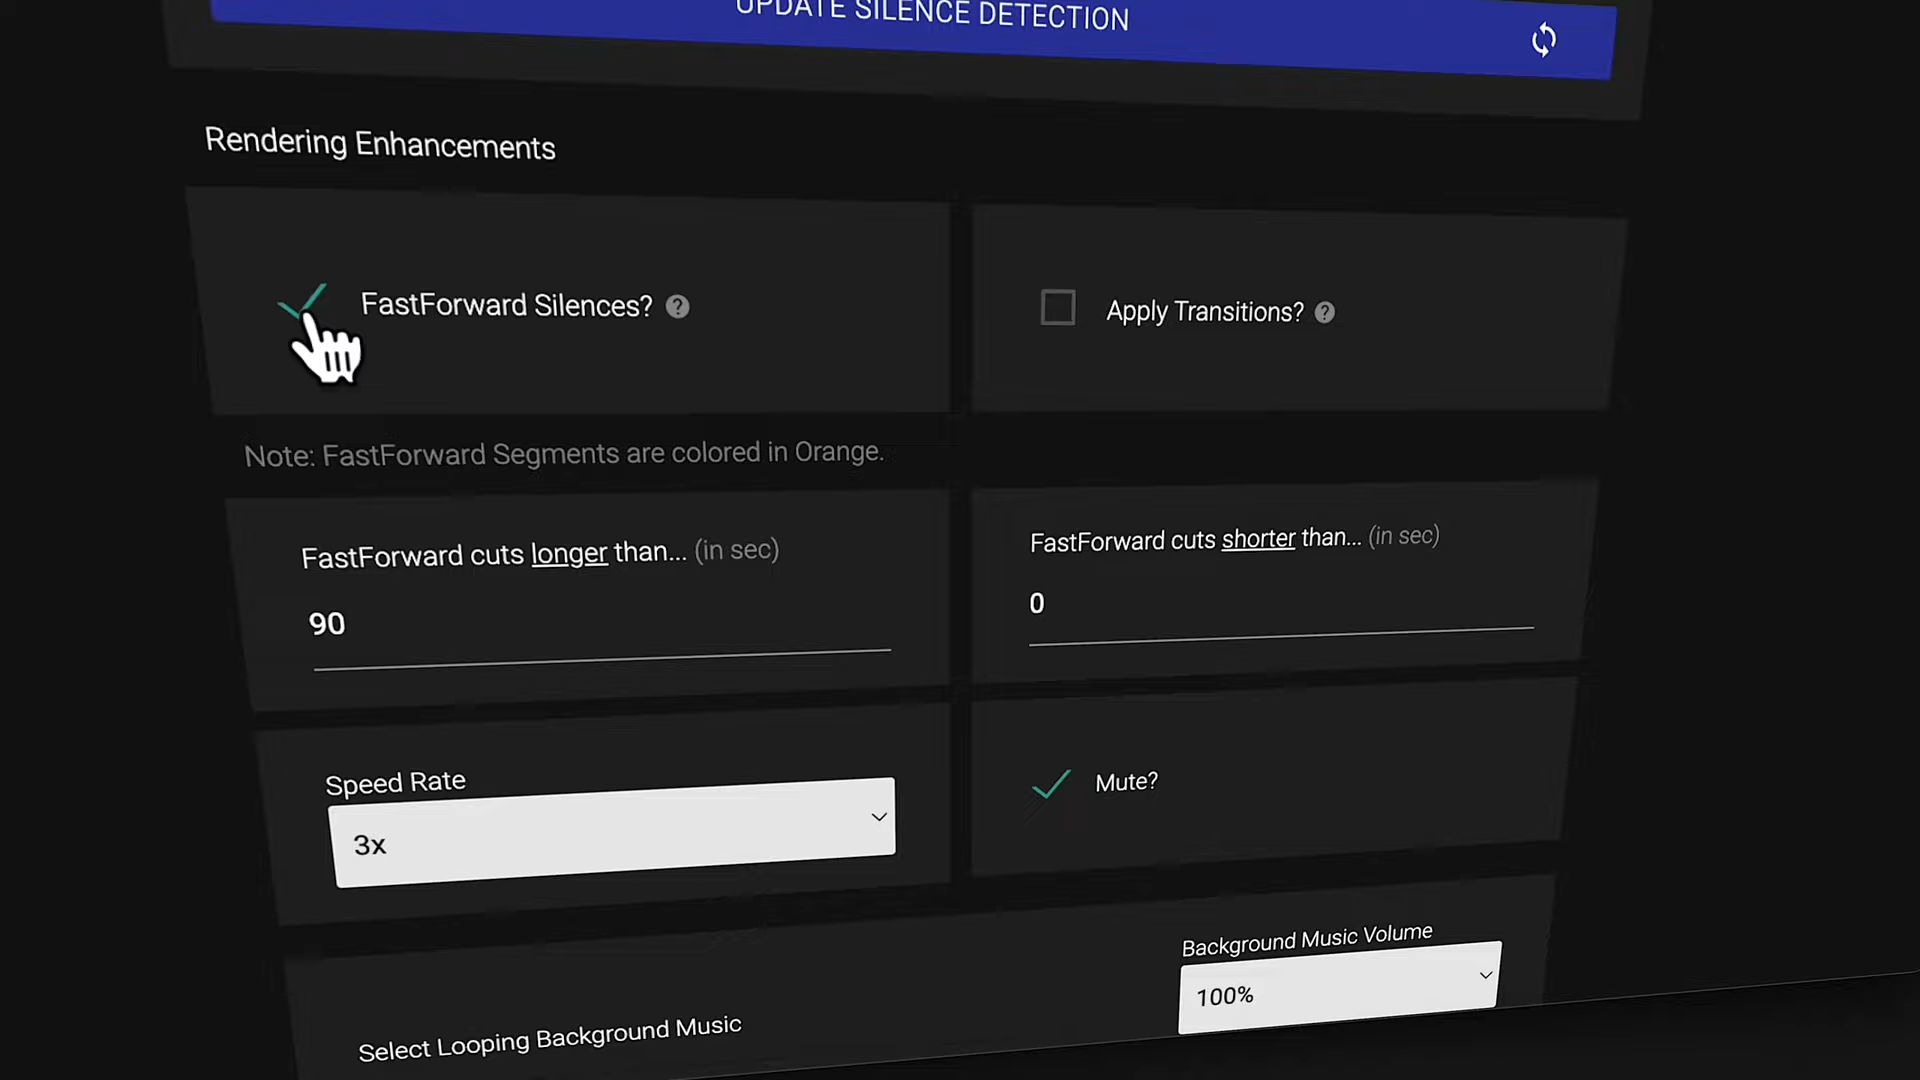 UPDATE SILENCE DETECTION
Rendering Enhancements
FastForward Silences? ?
Apply Transitions? ?
Note: FastForward Segments are colored in Orange.
FastForward cuts longer than... (in sec)
90
FastForward cuts shorter than... (in sec)
0
Speed Rate
3x
Mute?
Background Music Volume
100%
Select Looping Background Music